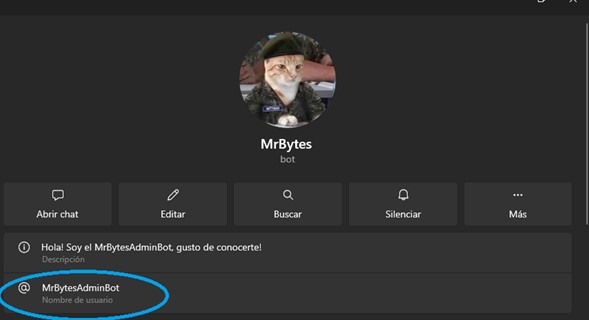 MrBytes
bot
Abrir chat
Editar
Buscar
Silenciar
Más
Hola! Soy el MrBytesAdminBot, gusto de conocerte!
Descripción
@ MrBytesAdminBot
Nombre de usuario